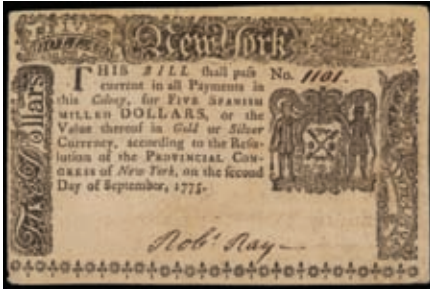 New York
THIS BILL shall pass No. 1101.
current in all Payments in
this Colony, for FIVE SPANISH
MILLED DOLLARS, or the
Value thereof in Gold or Silver
Currency, according to the Reso-
lution of the PROVINCIAL CON-
GRESS of New York, on the second
Day of September, 1775.
Five Dollars
Robt. Ray